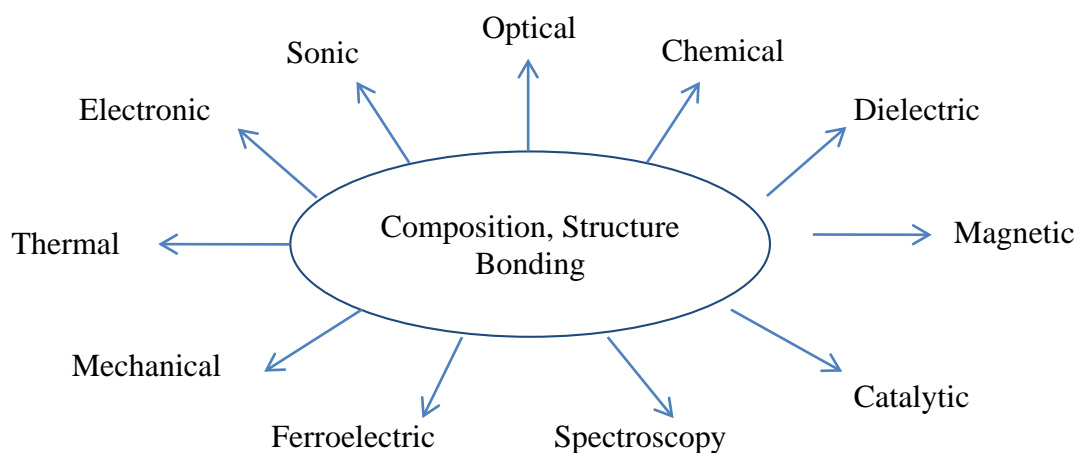 Optical
Sonic
Chemical
Electronic
Dielectric
Composition, Structure
Bonding
Thermal
Magnetic
Mechanical
Catalytic
Ferroelectric
Spectroscopy